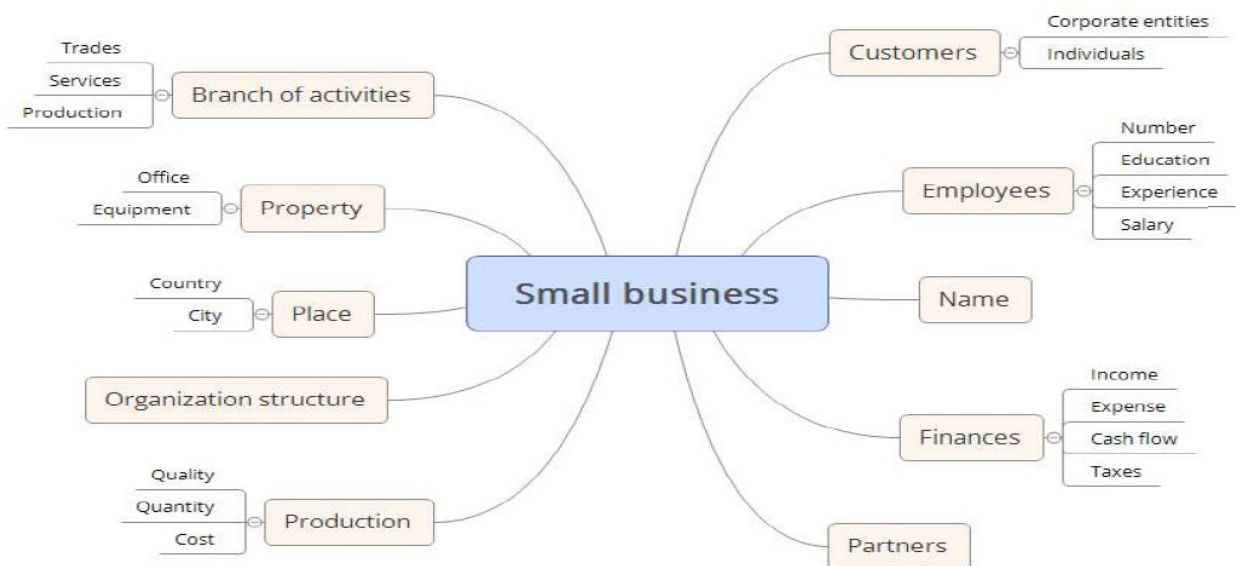 Small business
Trades
Services
Production
Branch of activities
Office
Equipment
Property
Country
City
Place
Organization structure
Quality
Quantity
Cost
Production
Customers
Corporate entities
Individuals
Employees
Number
Education
Experience
Salary
Name
Finances
Income
Expense
Cash flow
Taxes
Partners